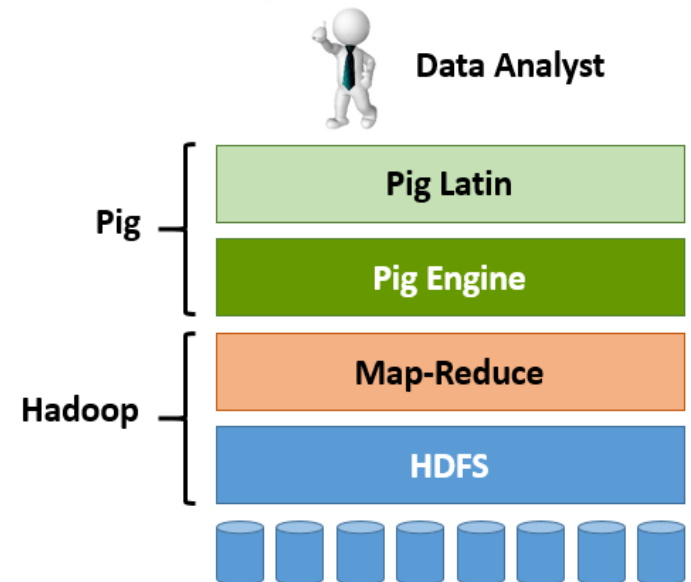 Data Analyst
Pig Latin
Pig
Pig Engine
Map-Reduce
Hadoop
HDFS